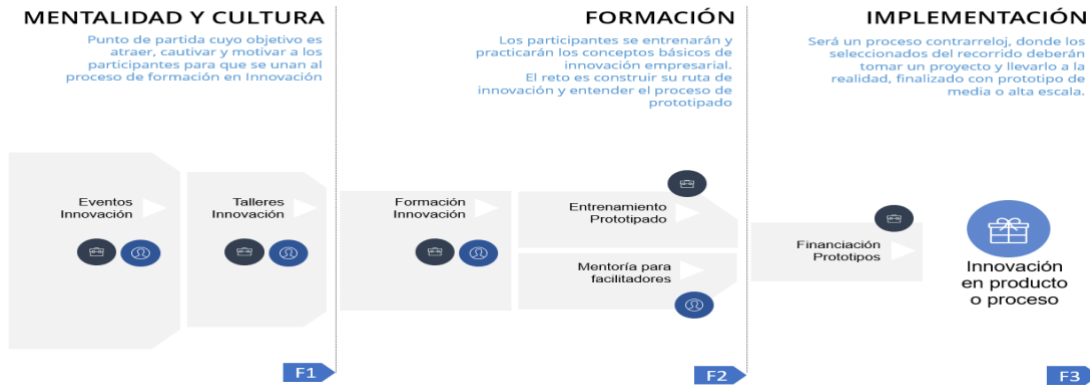 MENTALIDAD Y CULTURA
Punto de partida cuyo objetivo es
atraer, cautivar y motivar a los
participantes para que se unan al
proceso de formación en Innovación
Eventos
Innovación
Talleres
Innovación
F1
FORMACIÓN
Los participantes se entrenarán y
practicarán los conceptos básicos de
innovación empresarial.
El reto es construir su ruta de
innovación y entender el proceso de
prototipado
Formación
Innovación
Entrenamiento
Prototipado
Mentoría para
facilitadores
F2
IMPLEMENTACIÓN
Será un proceso contrarreloj, donde los
seleccionados del recorrido deberán
tomar un proyecto y llevarlo a la
realidad, finalizado con prototipo de
media o alta escala.
Financiación
Prototipos
Innovación
en producto
o proceso
F3